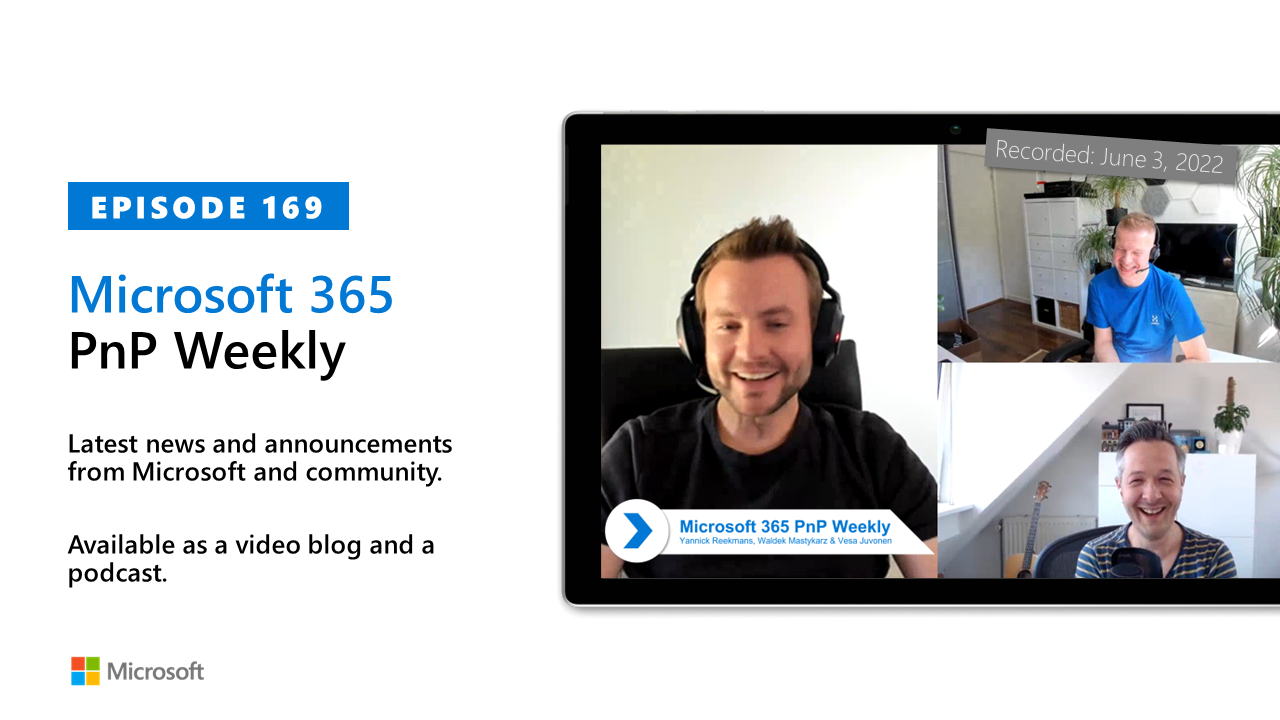 EPISODE 169
Microsoft 365
PnP Weekly
Latest news and announcements
from Microsoft and community.
Available as a video blog and a
podcast.
Microsoft
Recorded: June 3, 2022
Microsoft 365 PnP Weekly
Yannick Reekmans, Waldek Mastykarz & Vesa Juvonen